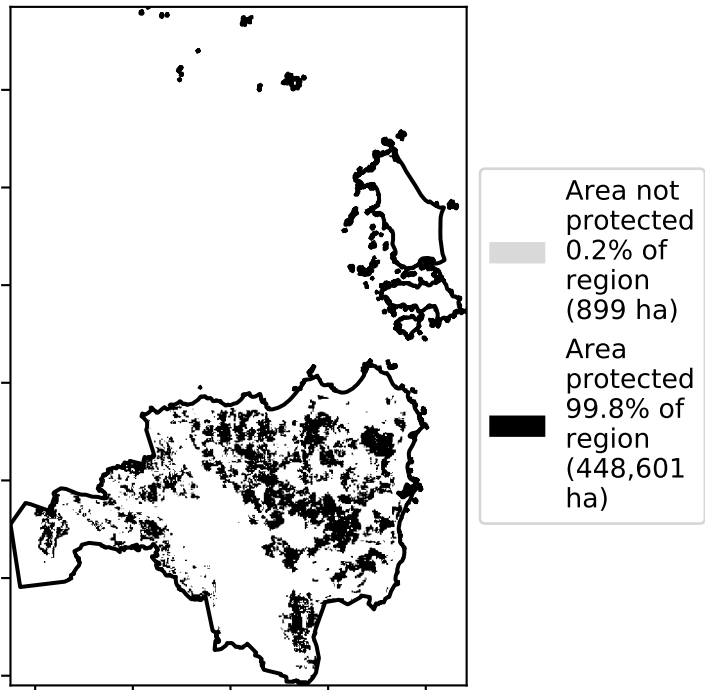 Area not
protected
0.2% of
region
(899 ha)
Area
protected
99.8% of
region
(448,601
ha)